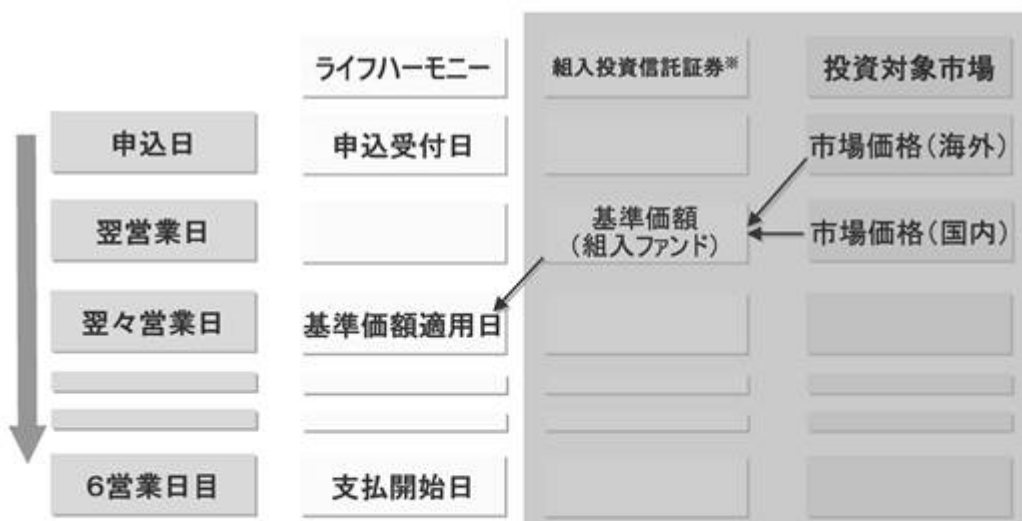 ライフハーモニー
組入投資信託証券※
投資対象市場
申込日
申込受付日
市場価格（海外）
翌営業日
基準価額
（組入ファンド）
市場価格（国内）
翌々営業日
基準価額適用日
6営業日目
支払開始日